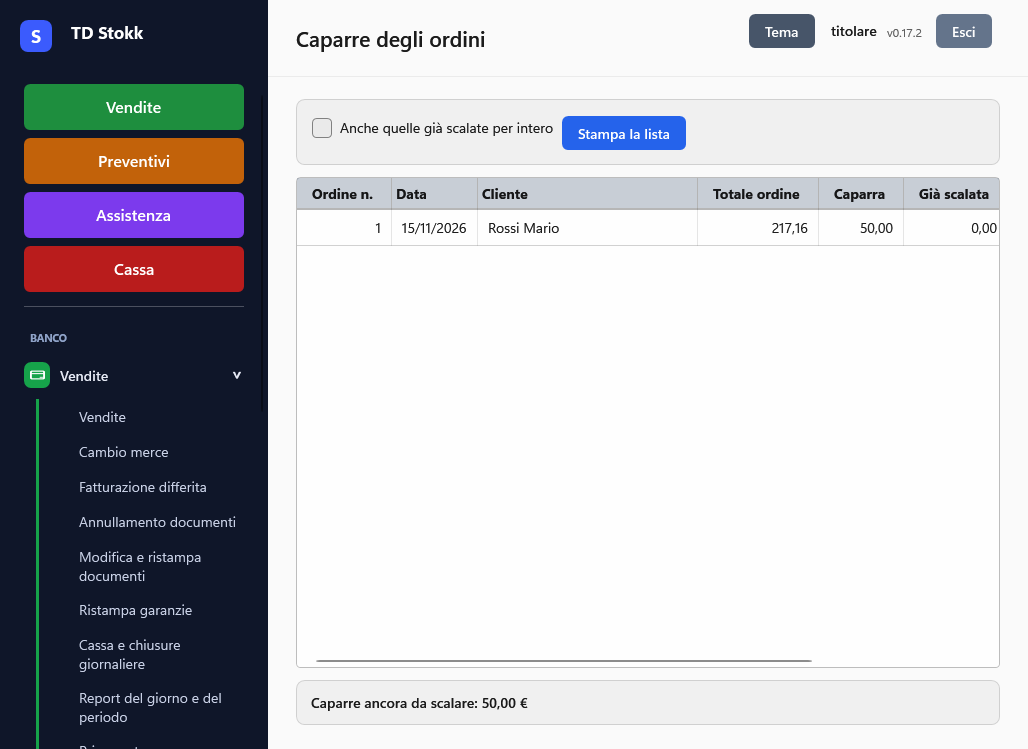 S
TD Stokk
Caparre degli ordini
Tema
titolare
v0.17.2
Esci
Vendite
Preventivi
Assistenza
Cassa
BANCO
Vendite
Vendite
Cambio merce
Fatturazione differita
Annullamento documenti
Modifica e ristampa
documenti
Ristampa garanzie
Cassa e chiusure
giornaliere
Report del giorno e del
periodo
Anche quelle già scalate per intero
Stampa la lista
Ordine n. Data Cliente Totale ordine Caparra Già scalata
1 15/11/2026 Rossi Mario 217,16 50,00 0,00
Caparre ancora da scalare: 50,00 €